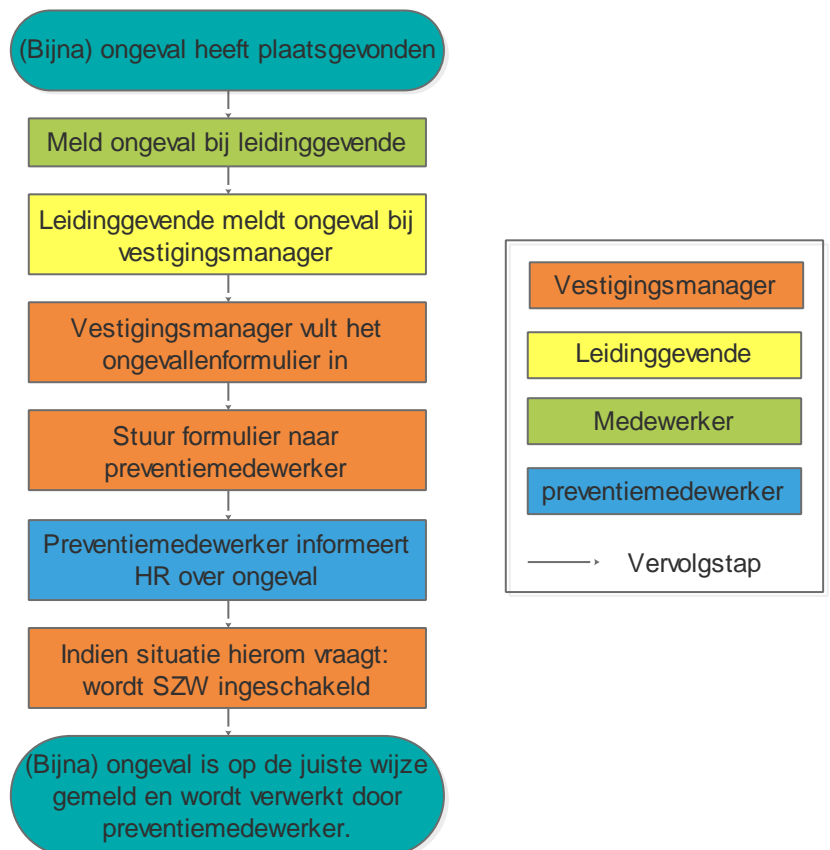 (Bijna) ongeval heeft plaatsgevonden
Meld ongeval bij leidinggevende
Leidinggevende meldt ongeval bij
vestigingsmanager
Vestigingsmanager vult het
ongevallenformulier in
Stuur formulier naar
preventiemedewerker
Preventiemedewerker informeert
HR over ongeval
Indien situatie hierom vraagt:
wordt SZW ingeschakeld
(Bijna) ongeval is op de juiste wijze
gemeld en wordt verwerkt door
preventiemedewerker.
Vestigingsmanager
Leidinggevende
Medewerker
preventiemedewerker
Vervolgstap